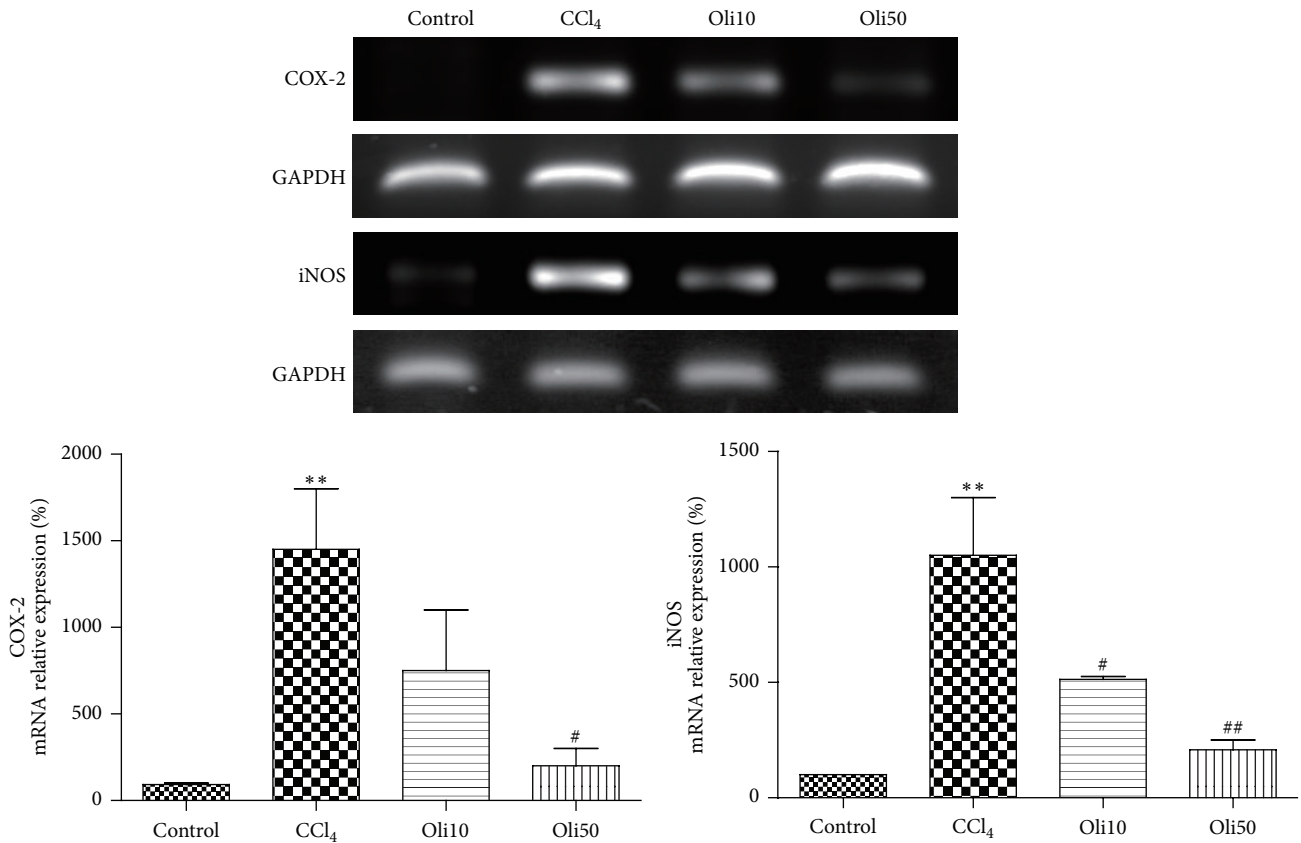 Control CCl₄ Oli10 Oli50
COX-2
GAPDH
iNOS
GAPDH
COX-2
mRNA relative expression (%)
2000
1500
1000
500
0
**
#
Control CCl₄ Oli10 Oli50
iNOS
mRNA relative expression (%)
1500
1000
500
0
**
#
##
Control CCl₄ Oli10 Oli50